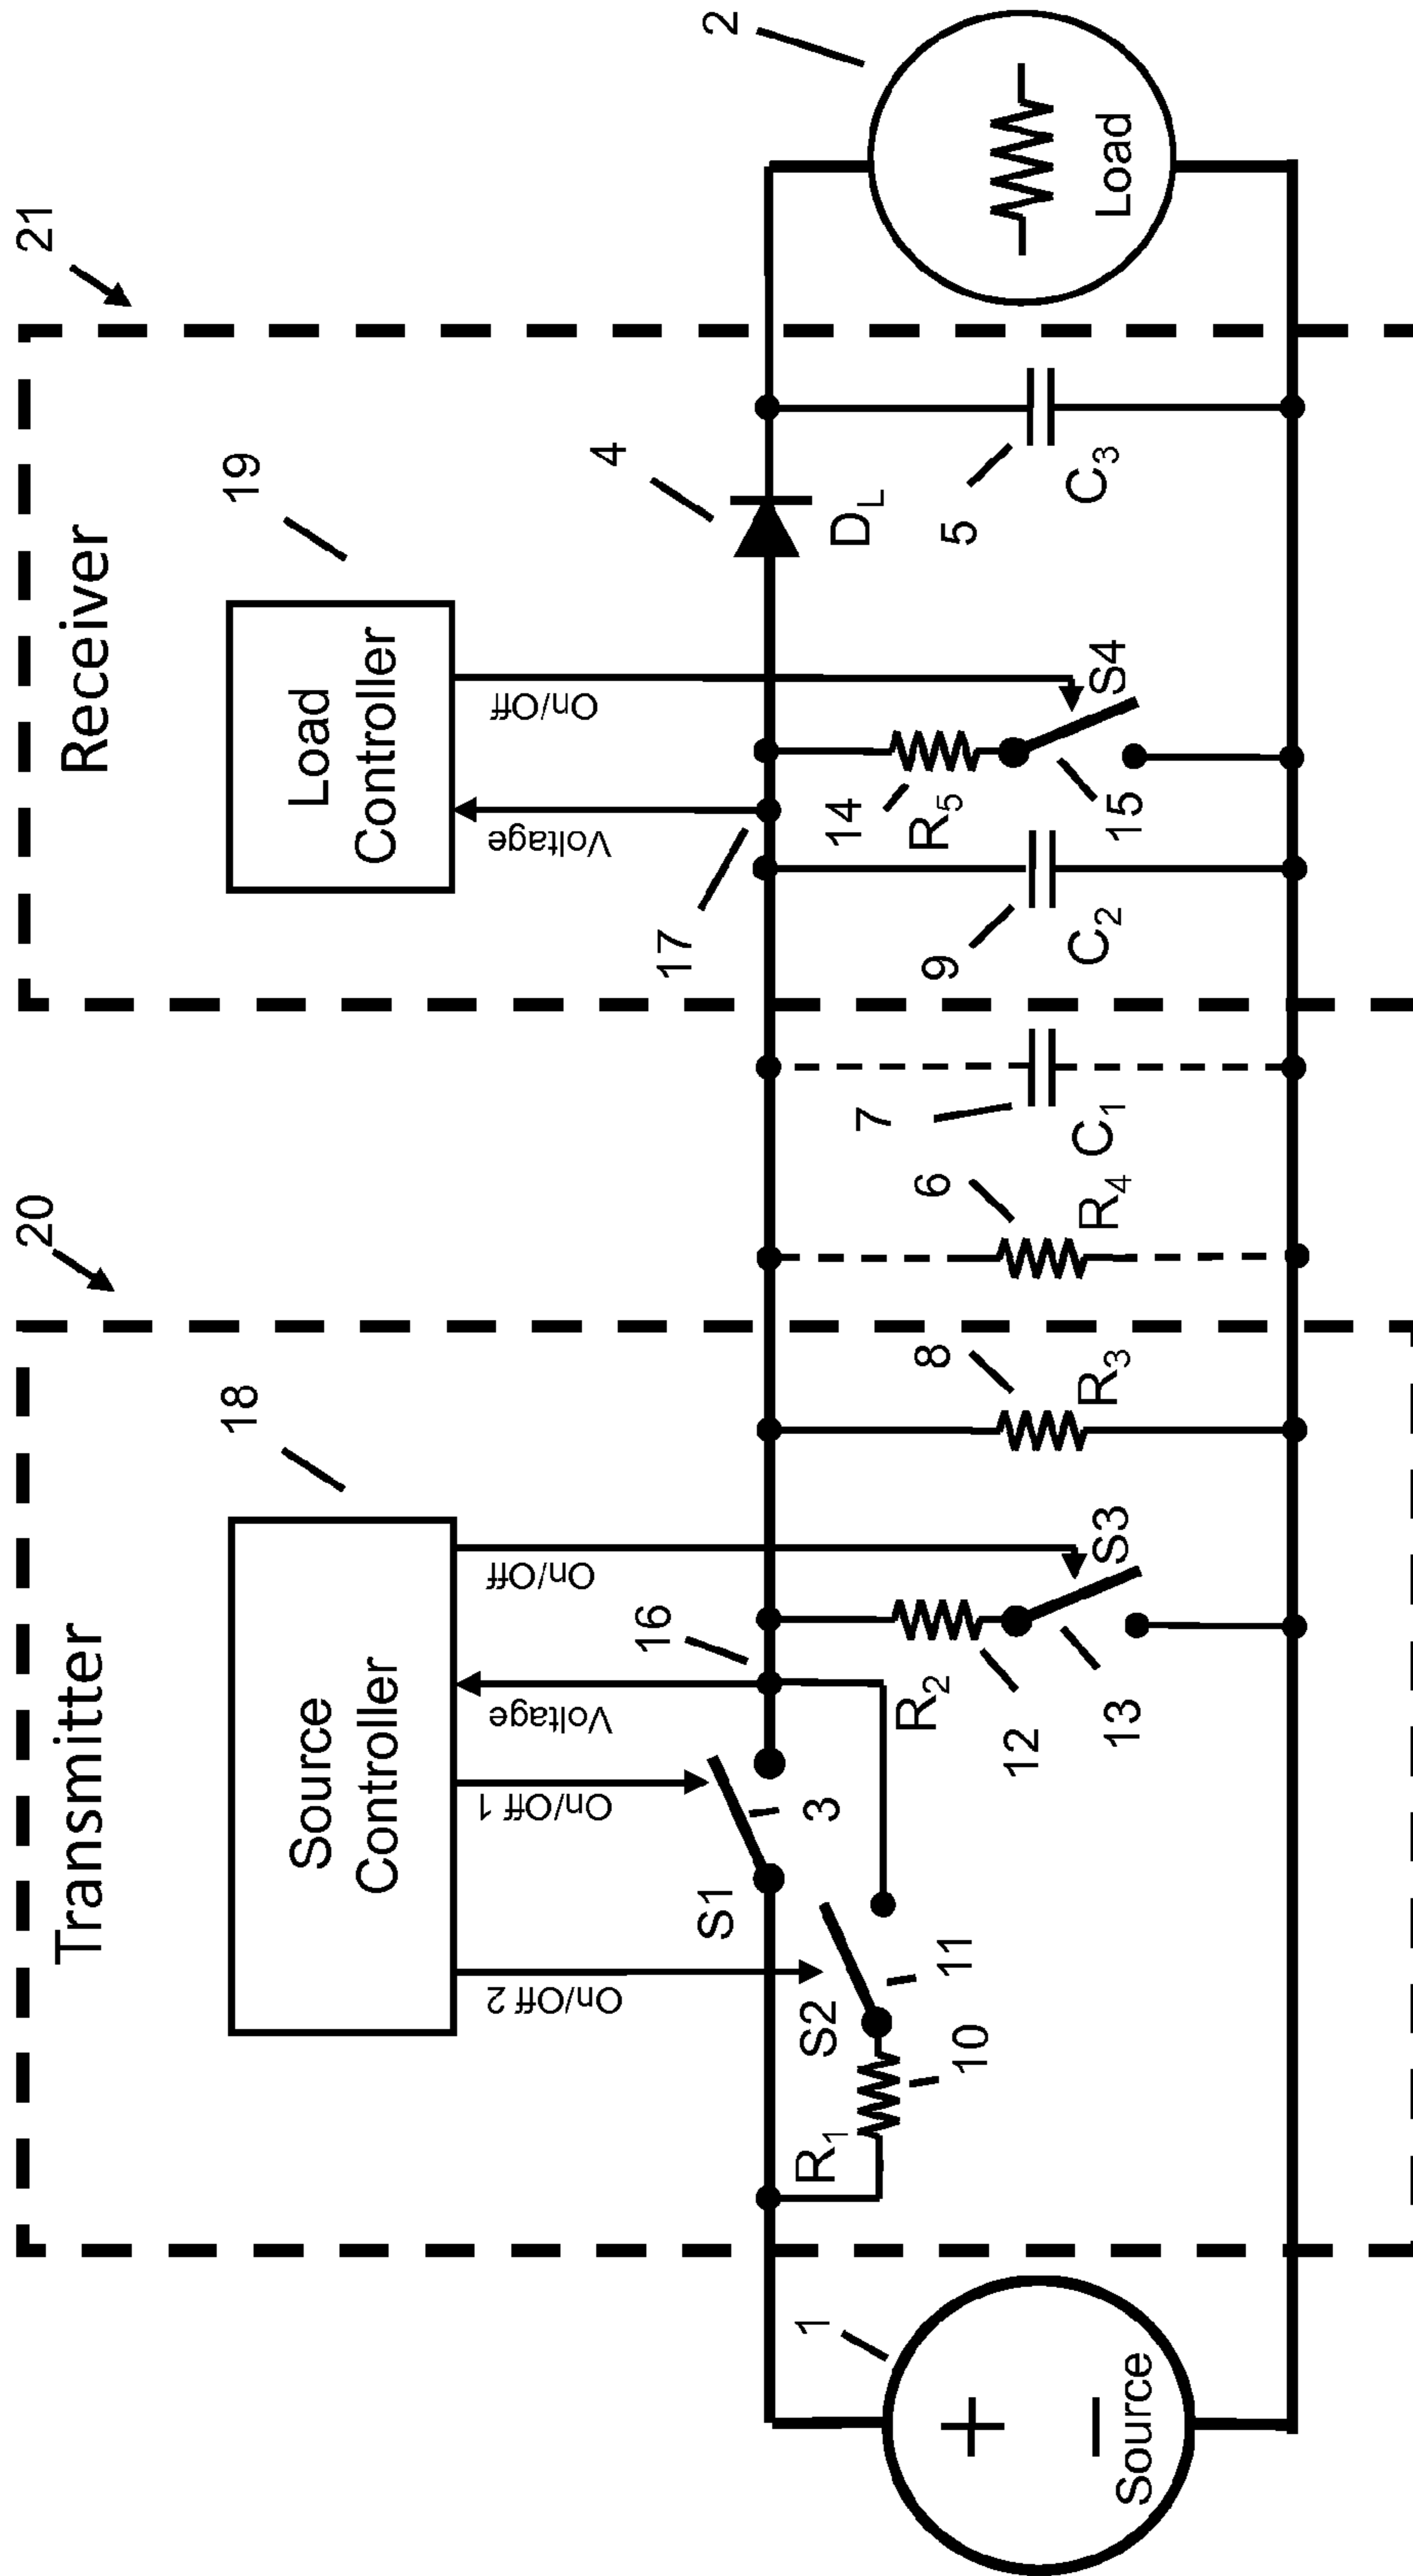 20
21
Transmitter
Receiver
18
19
Source
Controller
Load
Controller
On/Off 2
On/Off 1
Voltage
On/Off
Voltage
On/Off
16
17
4
2
S1
3
S2
R1
10
11
1
+
−
Source
R2
12
13
S3
8
R3
6
R4
7
C1
9
C2
14
R5
15
S4
DL
5
C3
Load